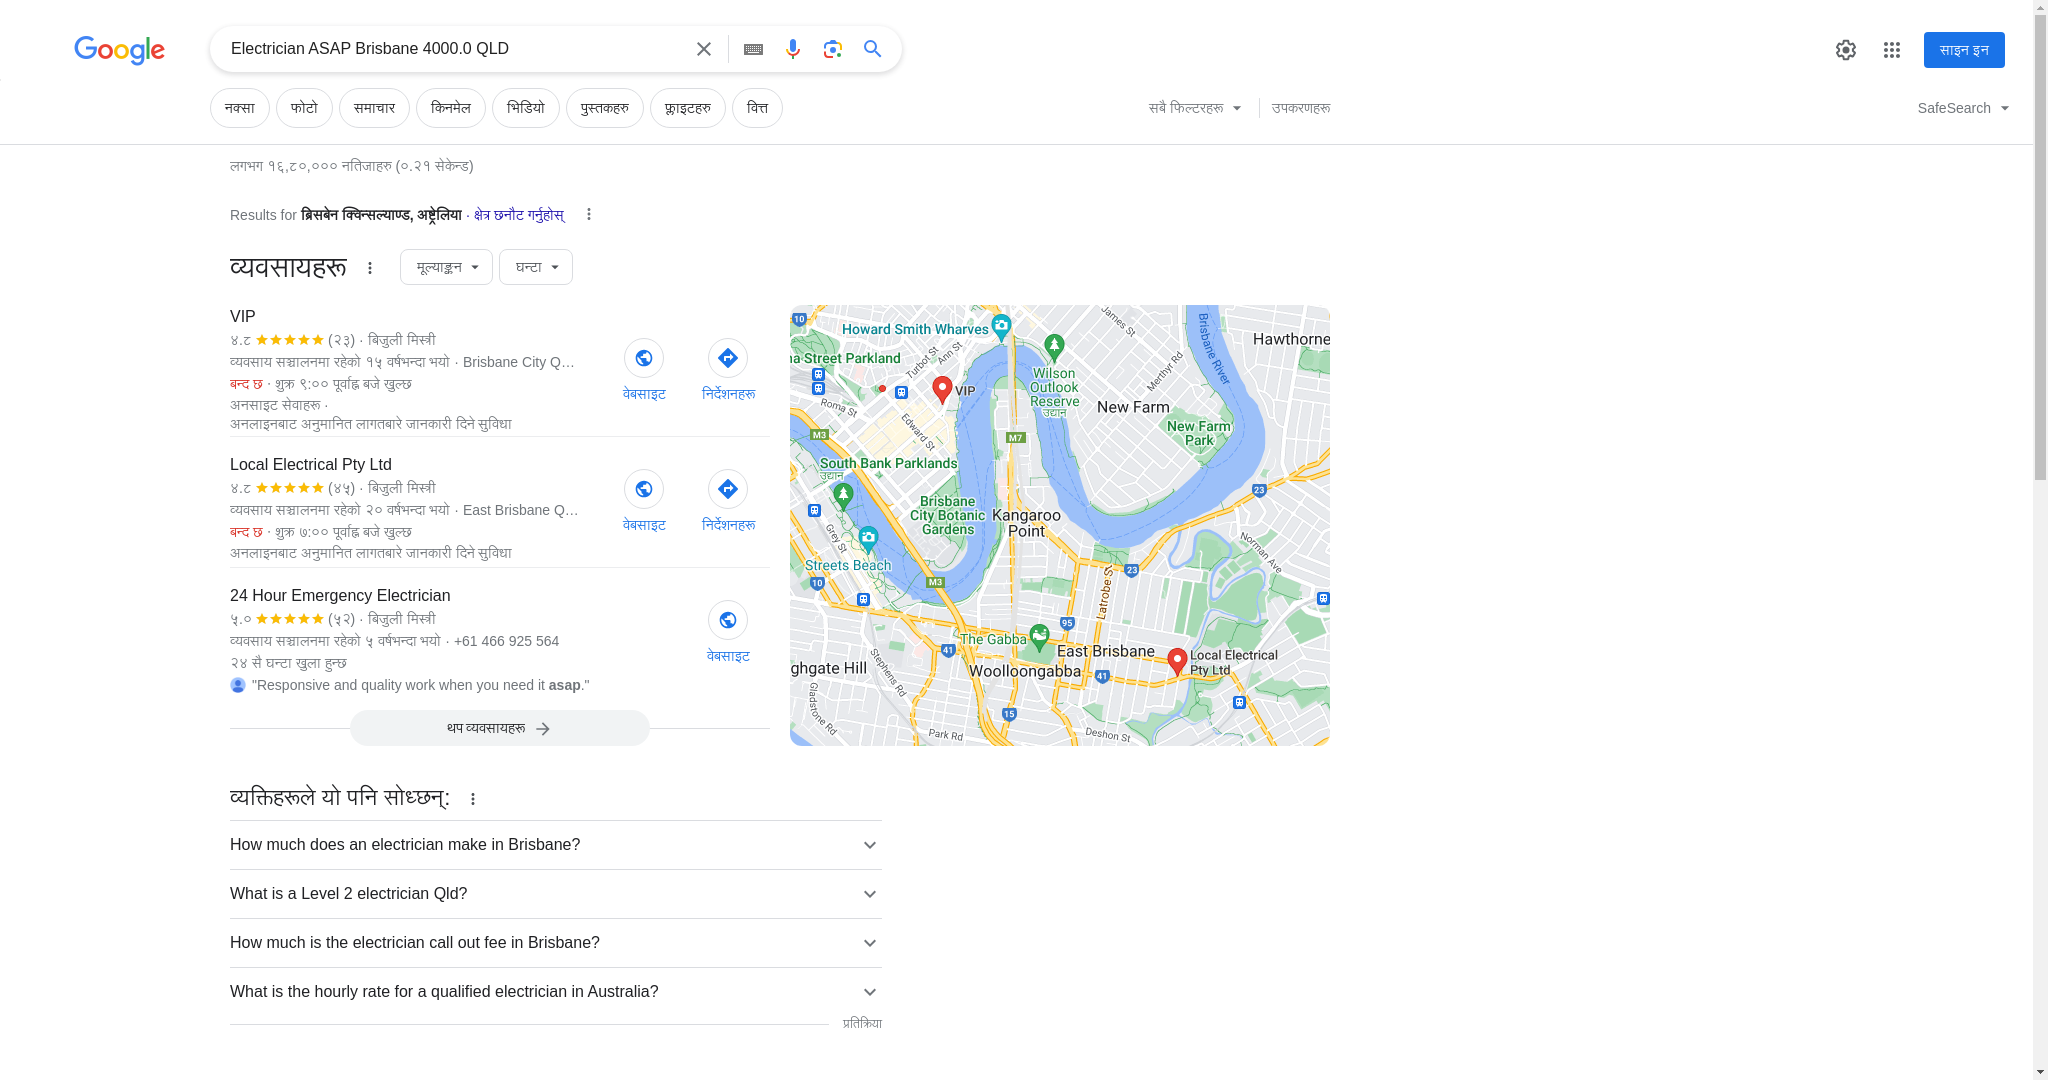 Google
Electrician ASAP Brisbane 4000.0 QLD
साइन इन
नक्सा
फोटो
समाचार
किनमेल
भिडियो
पुस्तकहरु
फ्लाइटहरु
वित्त
सबै फिल्टरहरू
उपकरणहरू
SafeSearch
लगभग १६,८०,००० नतिजाहरु (०.२१ सेकेन्ड)
Results for ब्रिसबेन क्विन्सल्याण्ड, अष्ट्रेलिया · क्षेत्र छनौट गर्नुहोस्
व्यवसायहरू
मूल्याङ्कन
घन्टा
VIP
४.८ (२३) · बिजुली मिस्त्री
व्यवसाय सञ्चालनमा रहेको १५ वर्षभन्दा भयो · Brisbane City Q…
बन्द छ · शुक्र ९:०० पूर्वाह्न बजे खुल्छ
अनसाइट सेवाहरू ·
अनलाइनबाट अनुमानित लागतबारे जानकारी दिने सुविधा
वेबसाइट
निर्देशनहरू
Local Electrical Pty Ltd
४.८ (४५) · बिजुली मिस्त्री
व्यवसाय सञ्चालनमा रहेको २० वर्षभन्दा भयो · East Brisbane Q…
बन्द छ · शुक्र ७:०० पूर्वाह्न बजे खुल्छ
अनलाइनबाट अनुमानित लागतबारे जानकारी दिने सुविधा
वेबसाइट
निर्देशनहरू
24 Hour Emergency Electrician
५.० (५२) · बिजुली मिस्त्री
व्यवसाय सञ्चालनमा रहेको ५ वर्षभन्दा भयो · +61 466 925 564
२४ सै घन्टा खुला हुन्छ
"Responsive and quality work when you need it asap."
वेबसाइट
थप व्यवसायहरू
10
Howard Smith Wharves
James St
Brisbane River
Hawthorne
na Street Parkland
Turbot St
Ann St
Wilson
Outlook
Reserve
उद्यान
Merthyr Rd
VIP
Roma St
Edward St
New Farm
New Farm
Park
M3
M7
South Bank Parklands
उद्यान
23
Brisbane
City Botanic
Gardens
Kangaroo
Point
Grey St
Norman Ave
Streets Beach
10
M3
23
Latrobe St
95
The Gabba
41
East Brisbane
Local Electrical
Pty Ltd
ghgate Hill
Stephens Rd
Woolloongabba
41
Gladstone Rd
15
Park Rd
Deshon St
व्यक्तिहरूले यो पनि सोध्छन्:
How much does an electrician make in Brisbane?
What is a Level 2 electrician Qld?
How much is the electrician call out fee in Brisbane?
What is the hourly rate for a qualified electrician in Australia?
प्रतिक्रिया